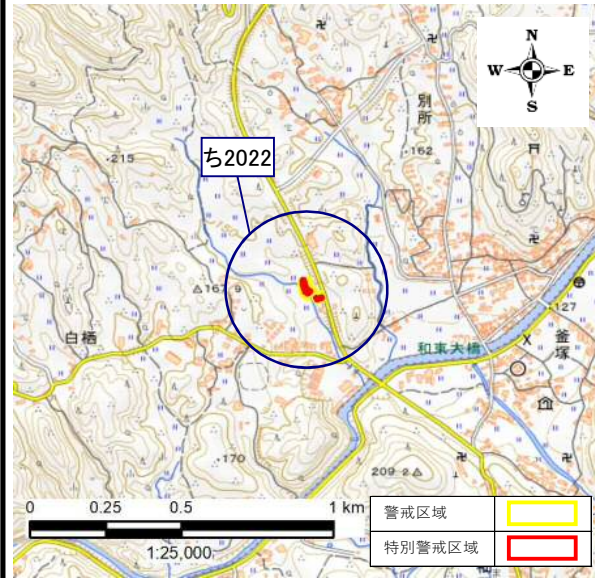 N
W E
S
別所
・215
・162
ち2022
△167.9
・127
白栖
和束大橋
釜塚
X
・170
209.2△
0 0.25 0.5 1 km
1:25,000
警戒区域
特別警戒区域